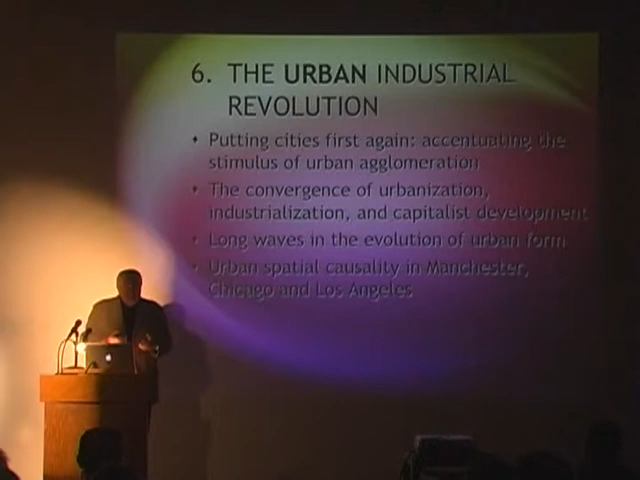 6. THE URBAN INDUSTRIAL
REVOLUTION
• Putting cities first again: accentuating the
stimulus of urban agglomeration
• The convergence of urbanization,
industrialization, and capitalist development
• Long waves in the evolution of urban form
• Urban spatial causality in Manchester,
Chicago and Los Angeles